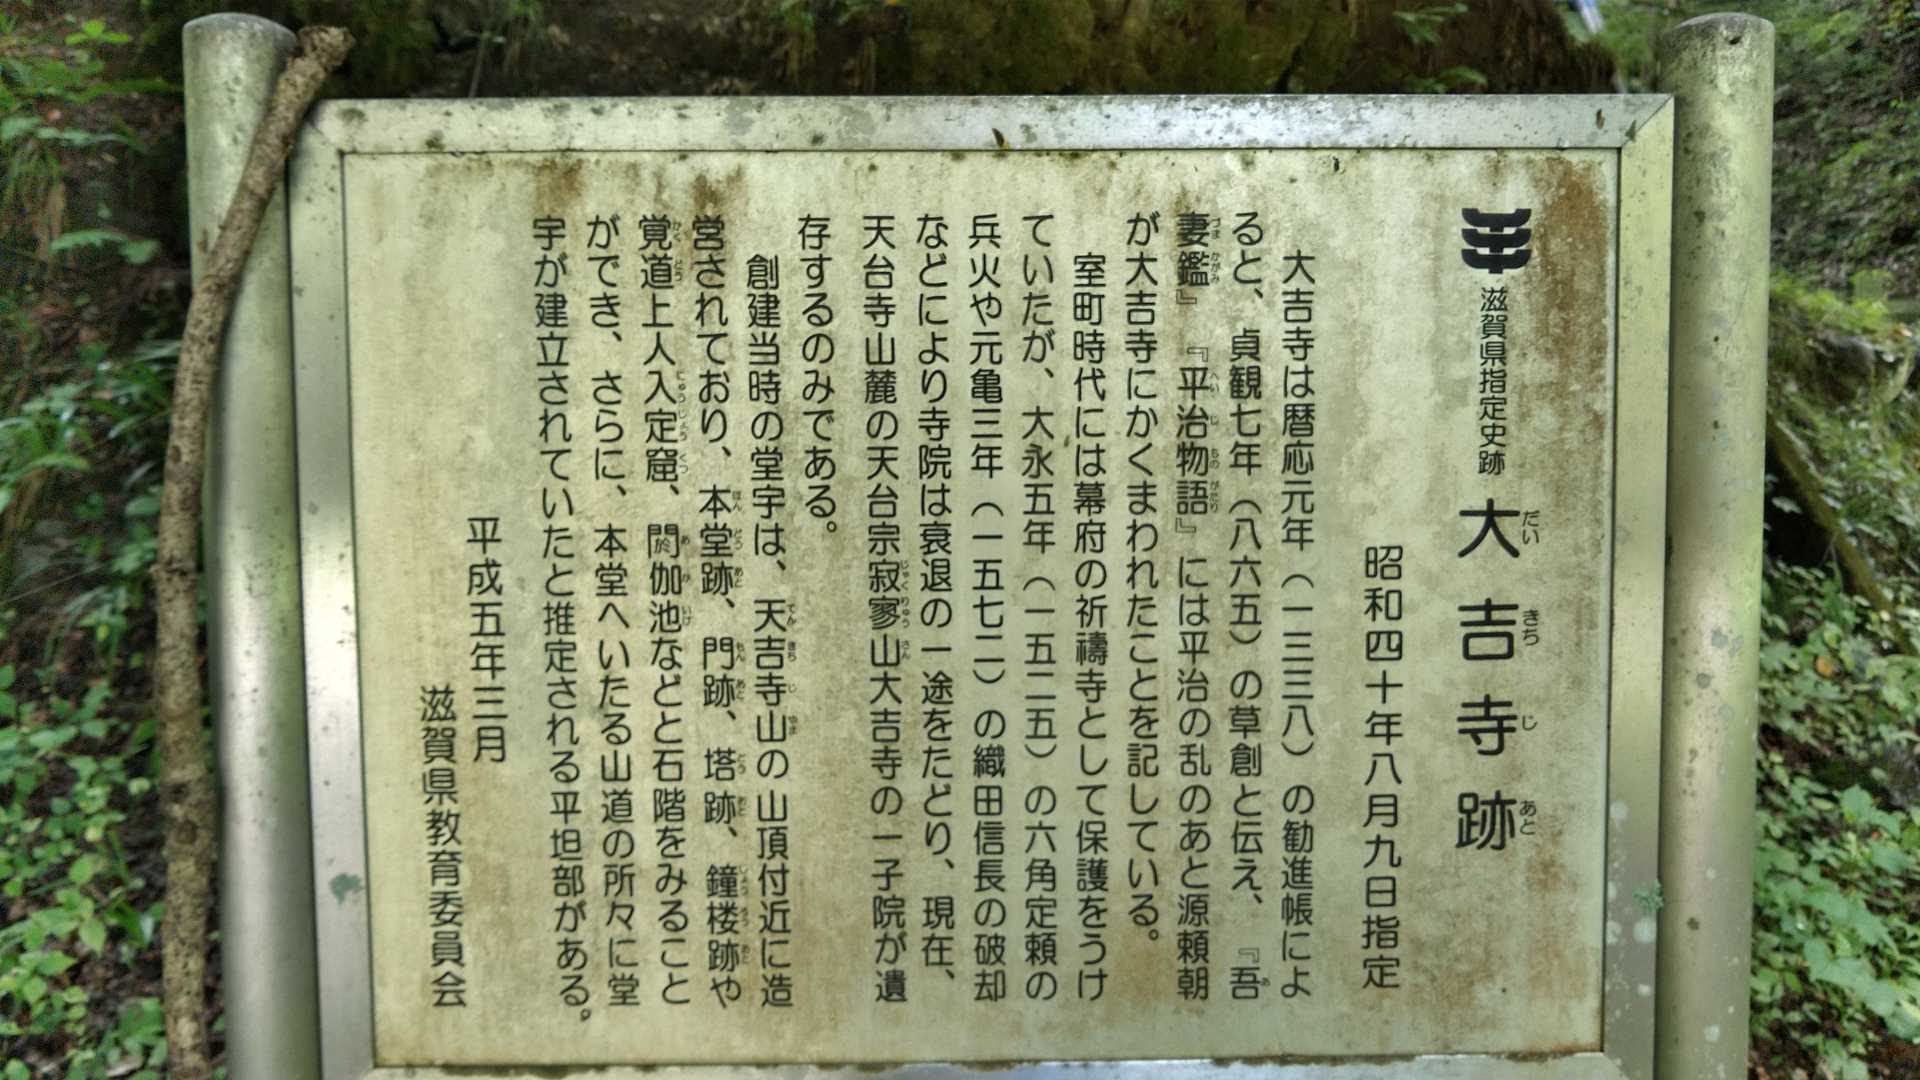 滋賀県指定史跡 大吉寺跡
だい きち じ あと
昭和四十年八月九日指定
大吉寺は暦応元年（一三三八）の勧進帳によ
ると、貞観七年（八六五）の草創と伝え、『吾
妻鑑』『平治物語』には平治の乱のあと源頼朝
が大吉寺にかくまわれたことを記している。
室町時代には幕府の祈禱寺として保護をうけ
ていたが、大永五年（一五二五）の六角定頼の
兵火や元亀三年（一五七二）の織田信長の破却
などにより寺院は衰退の一途をたどり、現在、
天台寺山麓の天台宗寂寥山大吉寺の一子院が遺
存するのみである。
創建当時の堂宇は、天吉寺山の山頂付近に造
営されており、本堂跡、門跡、塔跡、鐘楼跡や
覚道上人入定窟、閼伽池などと石階をみること
ができ、さらに、本堂へいたる山道の所々に堂
宇が建立されていたと推定される平坦部がある。
平成五年三月
滋賀県教育委員会